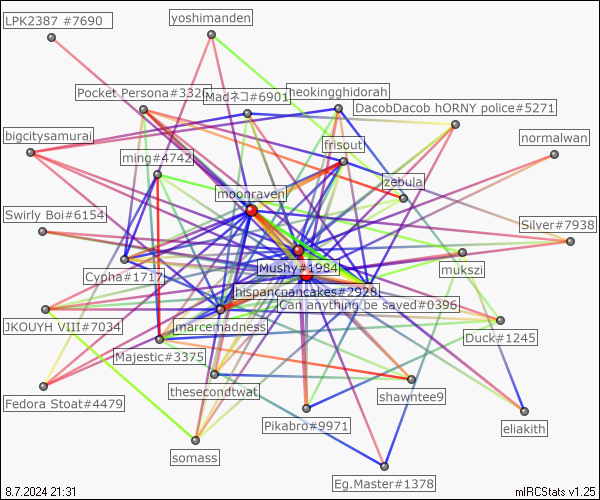 yoshimanden
LPK2387 #7690
Pocket Persona#3326
Madネコ#6901
heokingghidorah
DacobDacob hORNY police#5271
bigcitysamurai
frisout
normalwan
ming#4742
moonraven
zebula
Swirly Boi#6154
Silver#7938
Cypha#1717
Mushy#1984
mukszi
hispancpancakes#2928
Can anything be saved#0396
JKOUYH VIII#7034
marcemadness
Duck#1245
Majestic#3375
thesecondtwat
shawntee9
Fedora Stoat#4479
Pikabro#9971
eliakith
somass
Eg.Master#1378
8.7.2024 21:31
mIRCStats v1.25